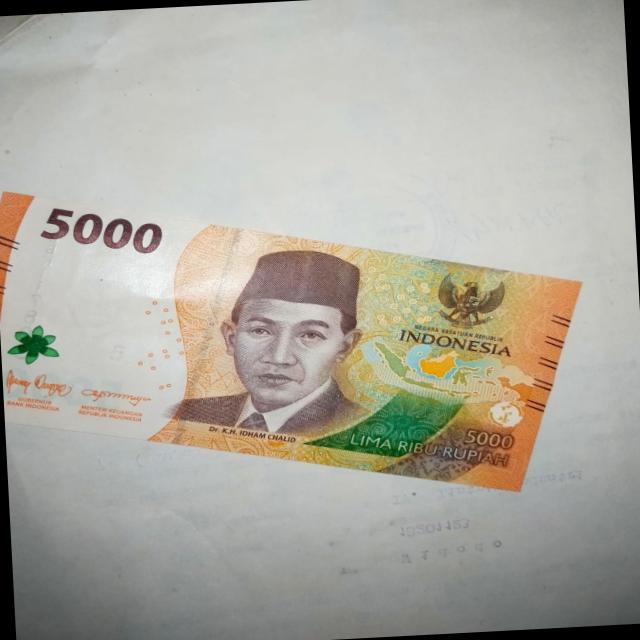 5000
NEGARA KESATUAN REPUBLIK
INDONESIA
GUBERNUR
BANK INDONESIA
MENTERI KEUANGAN
REPUBLIK INDONESIA
Dr. K.H. IDHAM CHALID
5000
LIMA RIBU RUPIAH